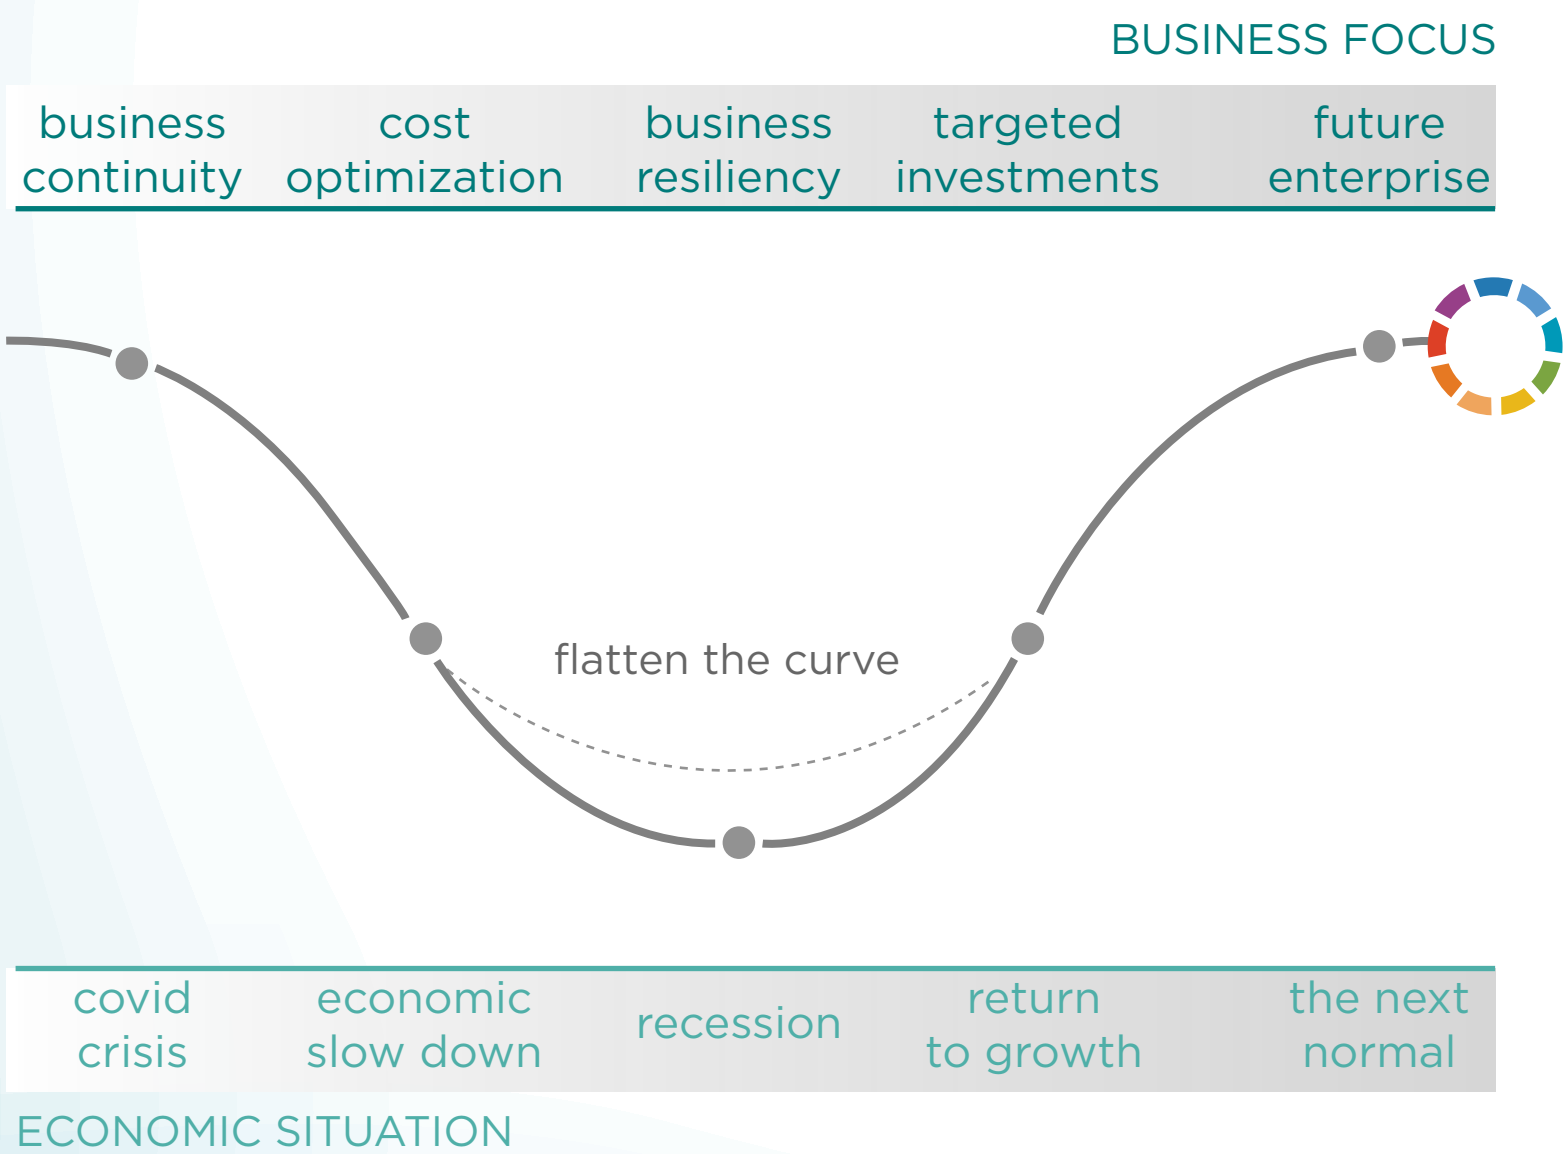 BUSINESS FOCUS
business
continuity
cost
optimization
business
resiliency
targeted
investments
future
enterprise
flatten the curve
covid
crisis
economic
slow down
recession
return
to growth
the next
normal
ECONOMIC SITUATION